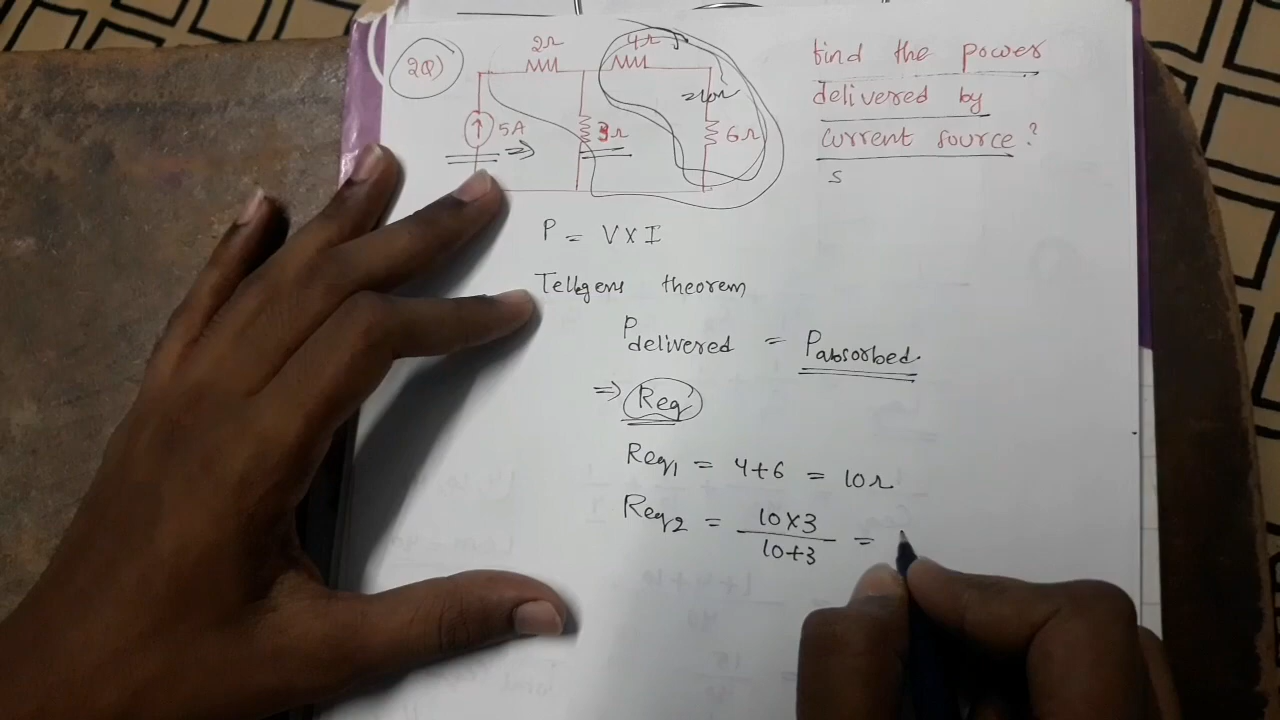 2Q)
2Ω
4Ω
5A
3Ω
6Ω
find the power
delivered by
current source?
S
P = V X I
Tellegens theorem
P delivered = P absorbed.
⇒ Req
Req1 = 4+6 = 10Ω
Req2 = 10X3 / 10+3 =